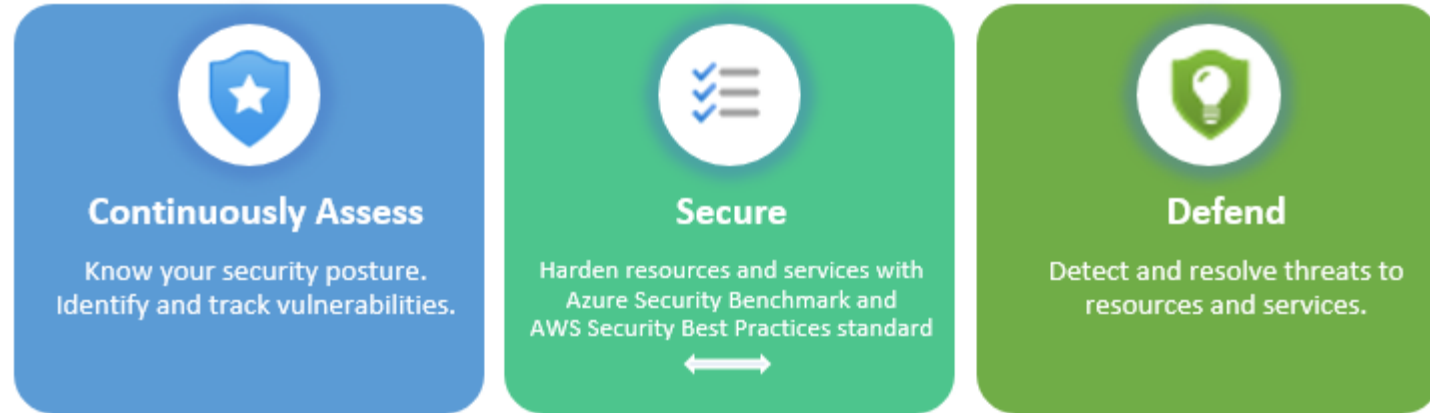 Continuously Assess
Know your security posture.
Identify and track vulnerabilities.
Secure
Harden resources and services with
Azure Security Benchmark and
AWS Security Best Practices standard
Defend
Detect and resolve threats to
resources and services.